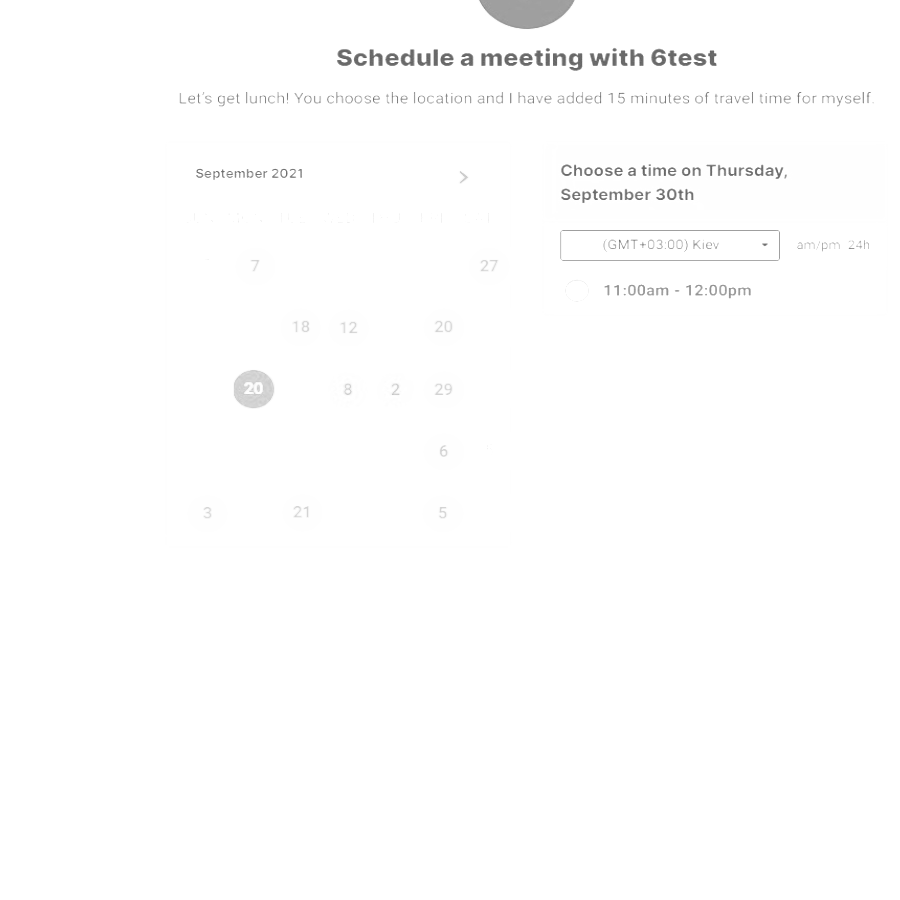 Schedule a meeting with 6test
Let's get lunch! You choose the location and I have added 15 minutes of travel time for myself.
September 2021
Choose a time on Thursday,
September 30th
(GMT+03:00) Kiev
am/pm 24h
11:00am - 12:00pm
7 27
18 12 20
20 8 2 29
6
3 21 5